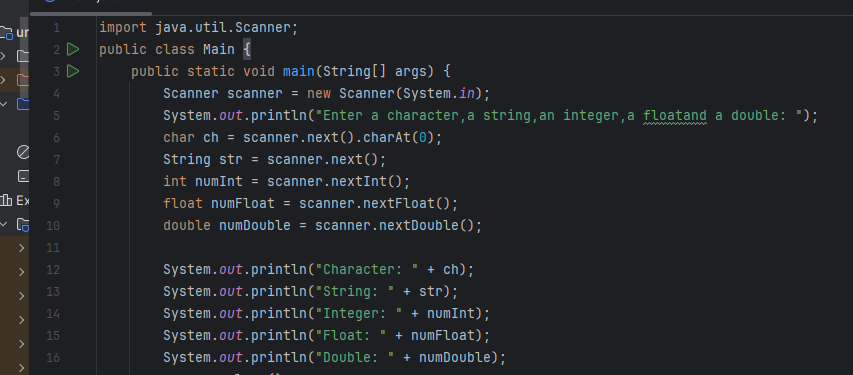 1 import java.util.Scanner;
2 public class Main {
3 public static void main(String[] args) {
4 Scanner scanner = new Scanner(System.in);
5 System.out.println("Enter a character,a string,an integer,a floatand a double: ");
6 char ch = scanner.next().charAt(0);
7 String str = scanner.next();
8 int numInt = scanner.nextInt();
9 float numFloat = scanner.nextFloat();
10 double numDouble = scanner.nextDouble();
11
12 System.out.println("Character: " + ch);
13 System.out.println("String: " + str);
14 System.out.println("Integer: " + numInt);
15 System.out.println("Float: " + numFloat);
16 System.out.println("Double: " + numDouble);